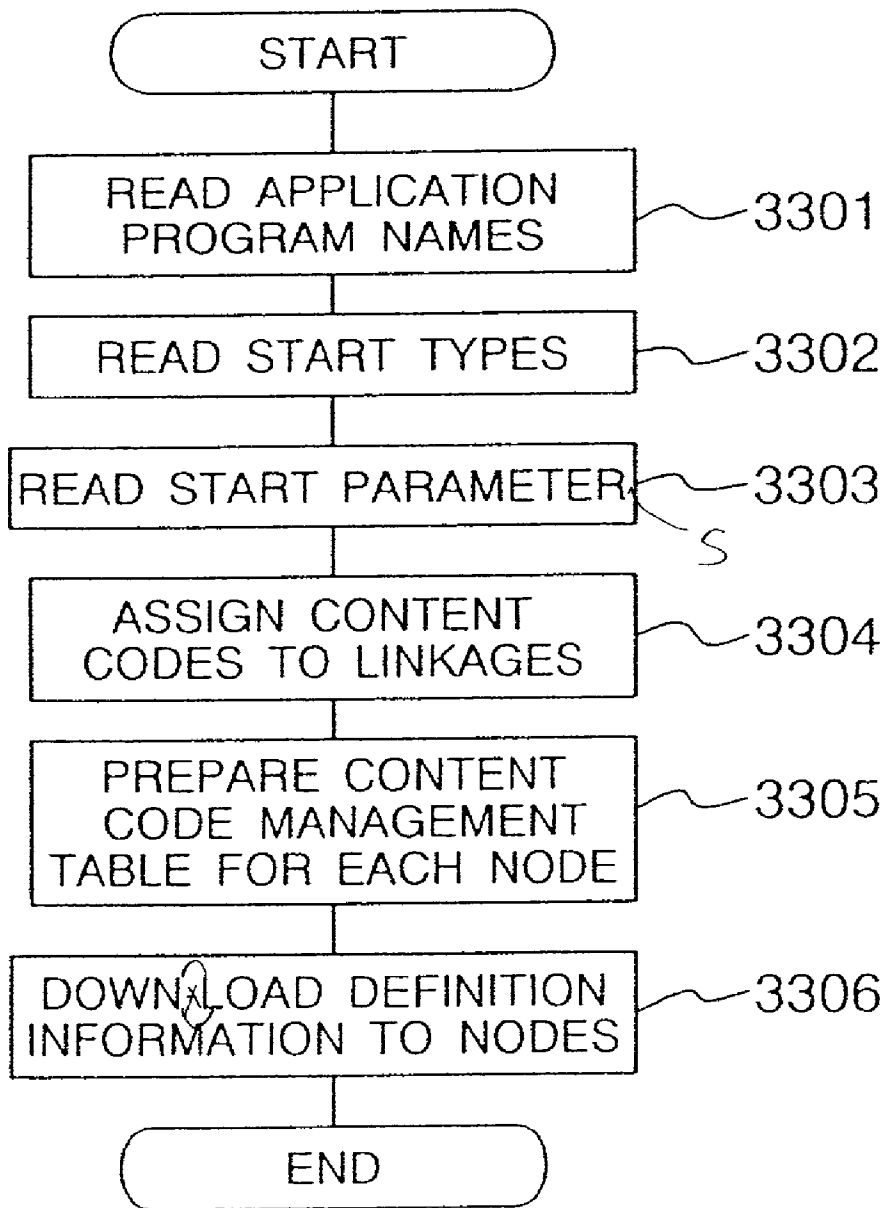 START
READ APPLICATION
PROGRAM NAMES
3301
READ START TYPES
3302
READ START PARAMETER
3303
S
ASSIGN CONTENT
CODES TO LINKAGES
3304
PREPARE CONTENT
CODE MANAGEMENT
TABLE FOR EACH NODE
3305
DOWNLOAD DEFINITION
INFORMATION TO NODES
3306
END